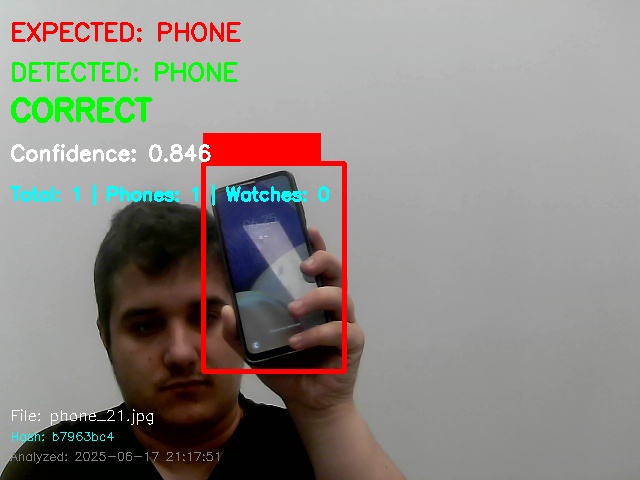 EXPECTED: PHONE
DETECTED: PHONE
CORRECT
Confidence: 0.846
Total: 1 | Phones: 1 | Watches: 0
File: phone_21.jpg
Hash: b7963bc4
Analyzed: 2025-06-17 21:17:51